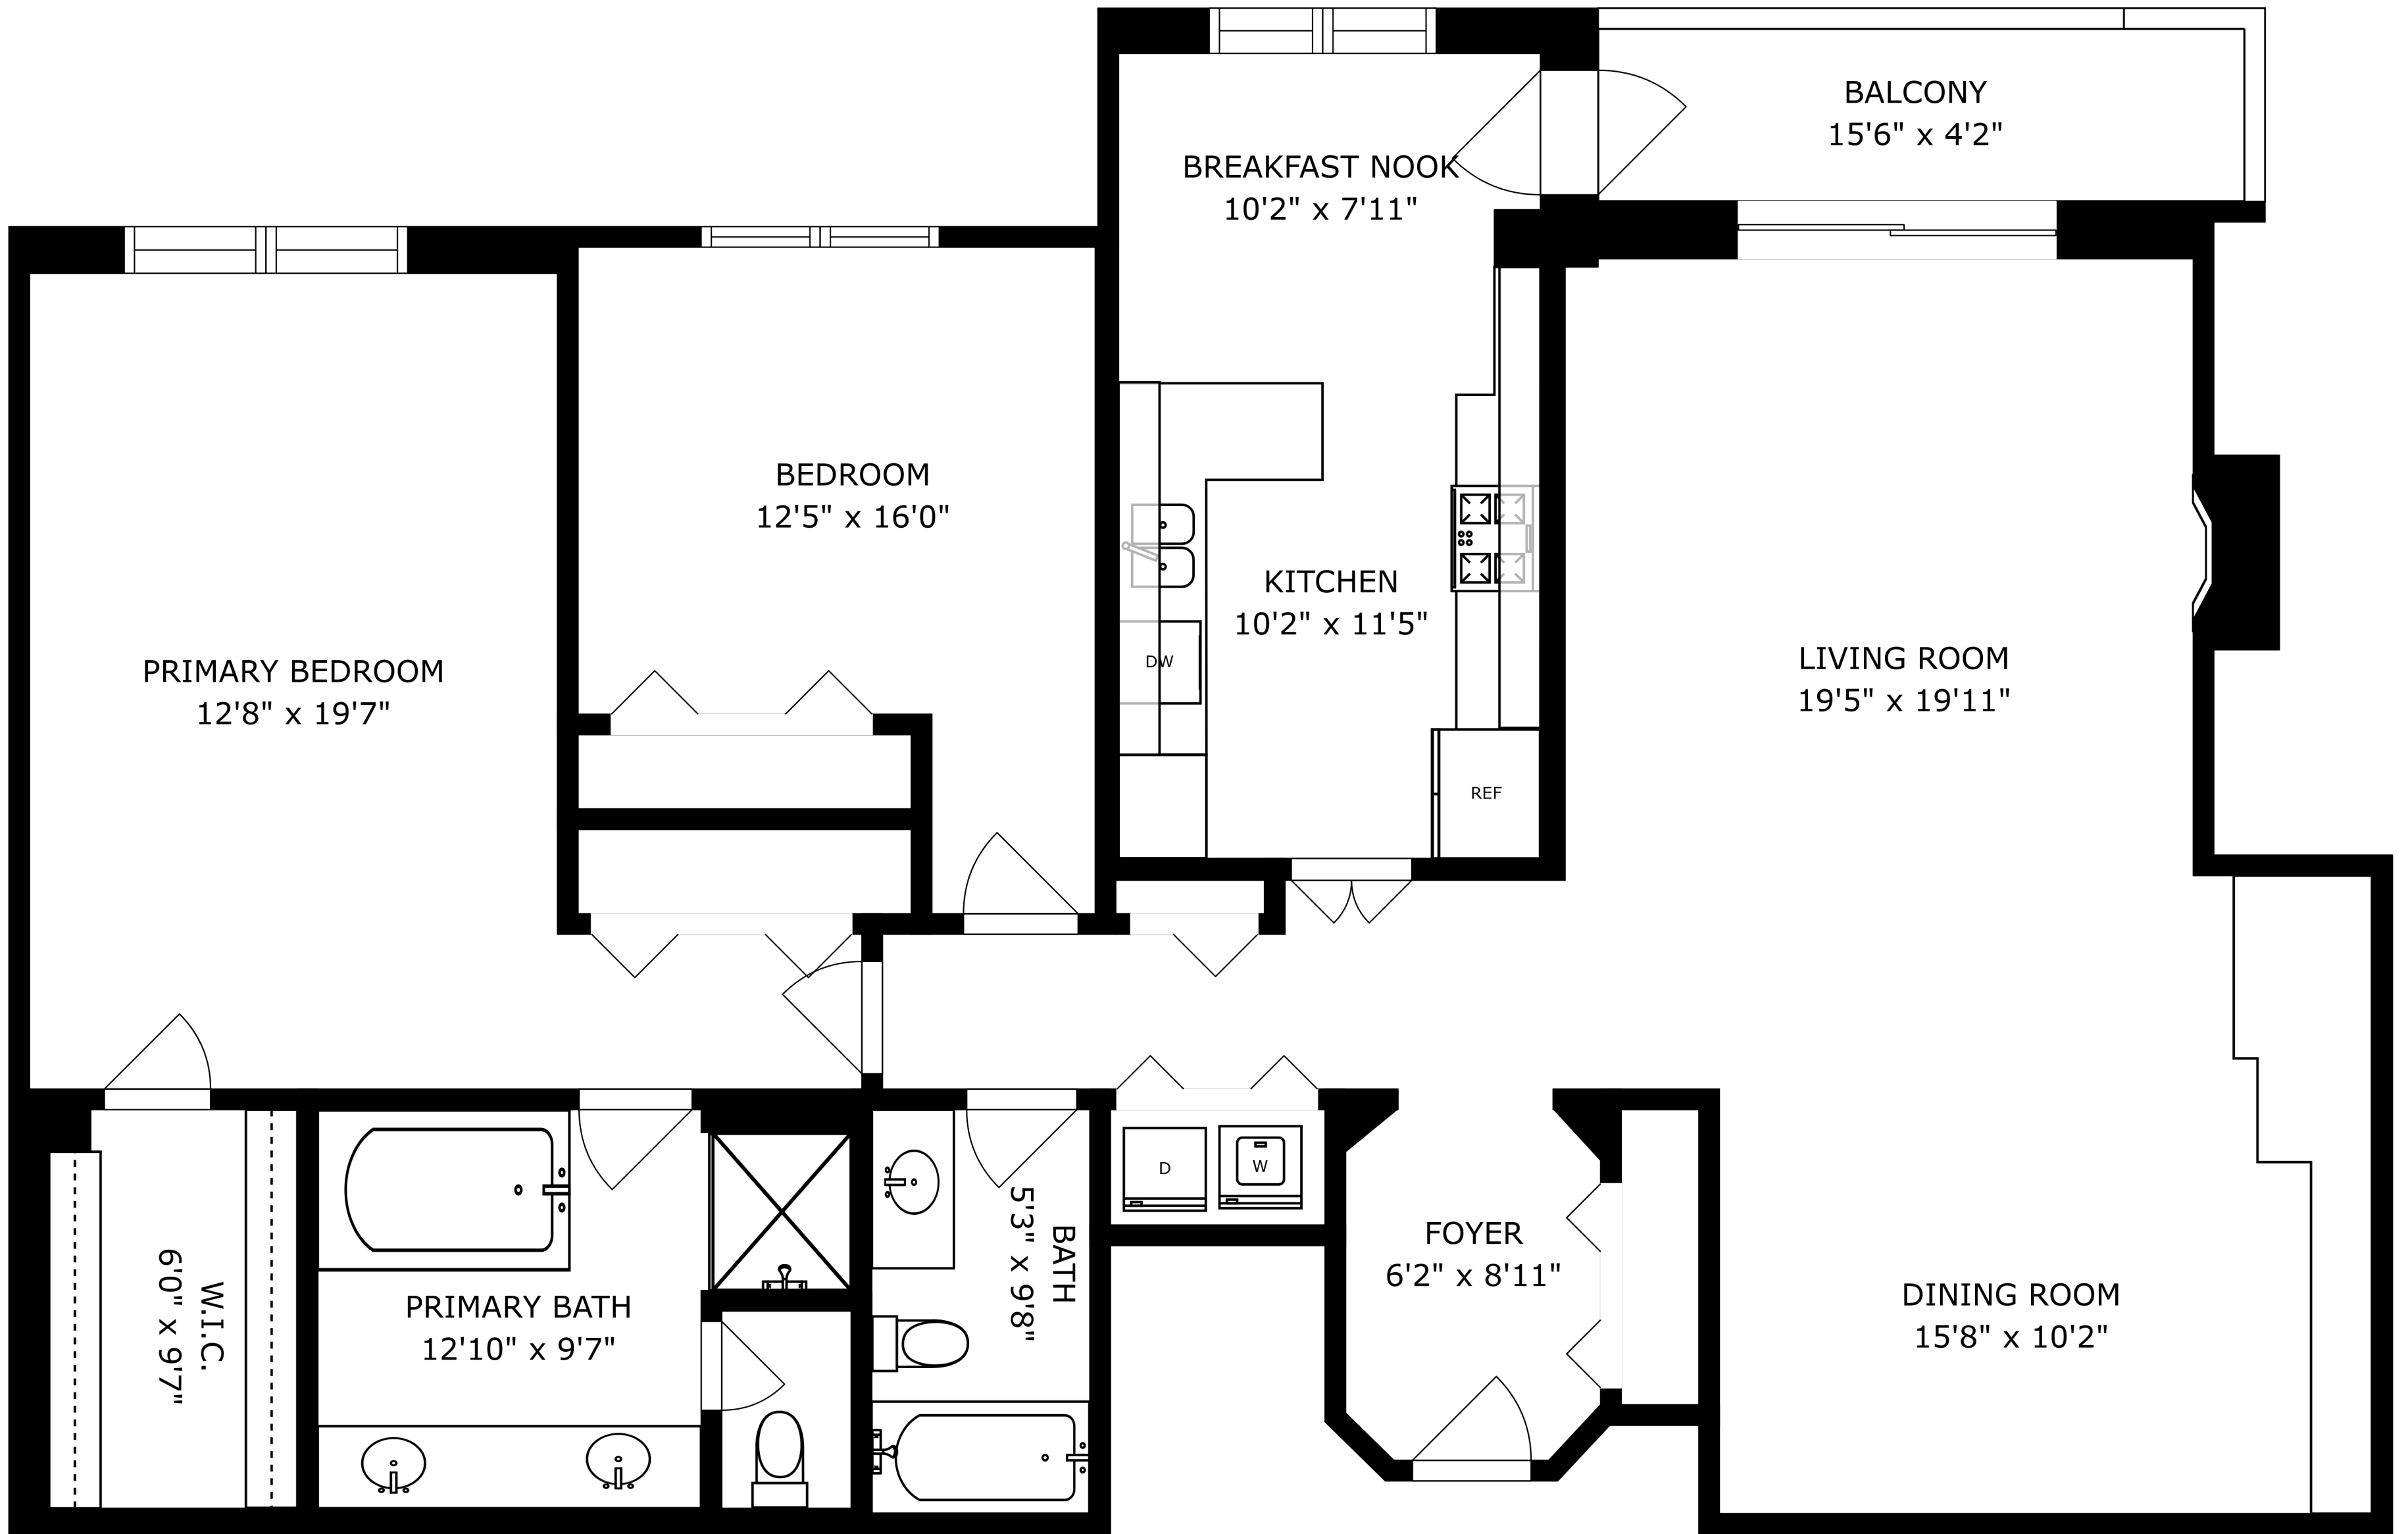 BALCONY
15'6" x 4'2"
BREAKFAST NOOK
10'2" x 7'11"
BEDROOM
12'5" x 16'0"
KITCHEN
10'2" x 11'5"
DW
REF
PRIMARY BEDROOM
12'8" x 19'7"
LIVING ROOM
19'5" x 19'11"
D
W
W.I.C.
6'0" x 9'7"
PRIMARY BATH
12'10" x 9'7"
BATH
5'3" x 9'8"
FOYER
6'2" x 8'11"
DINING ROOM
15'8" x 10'2"